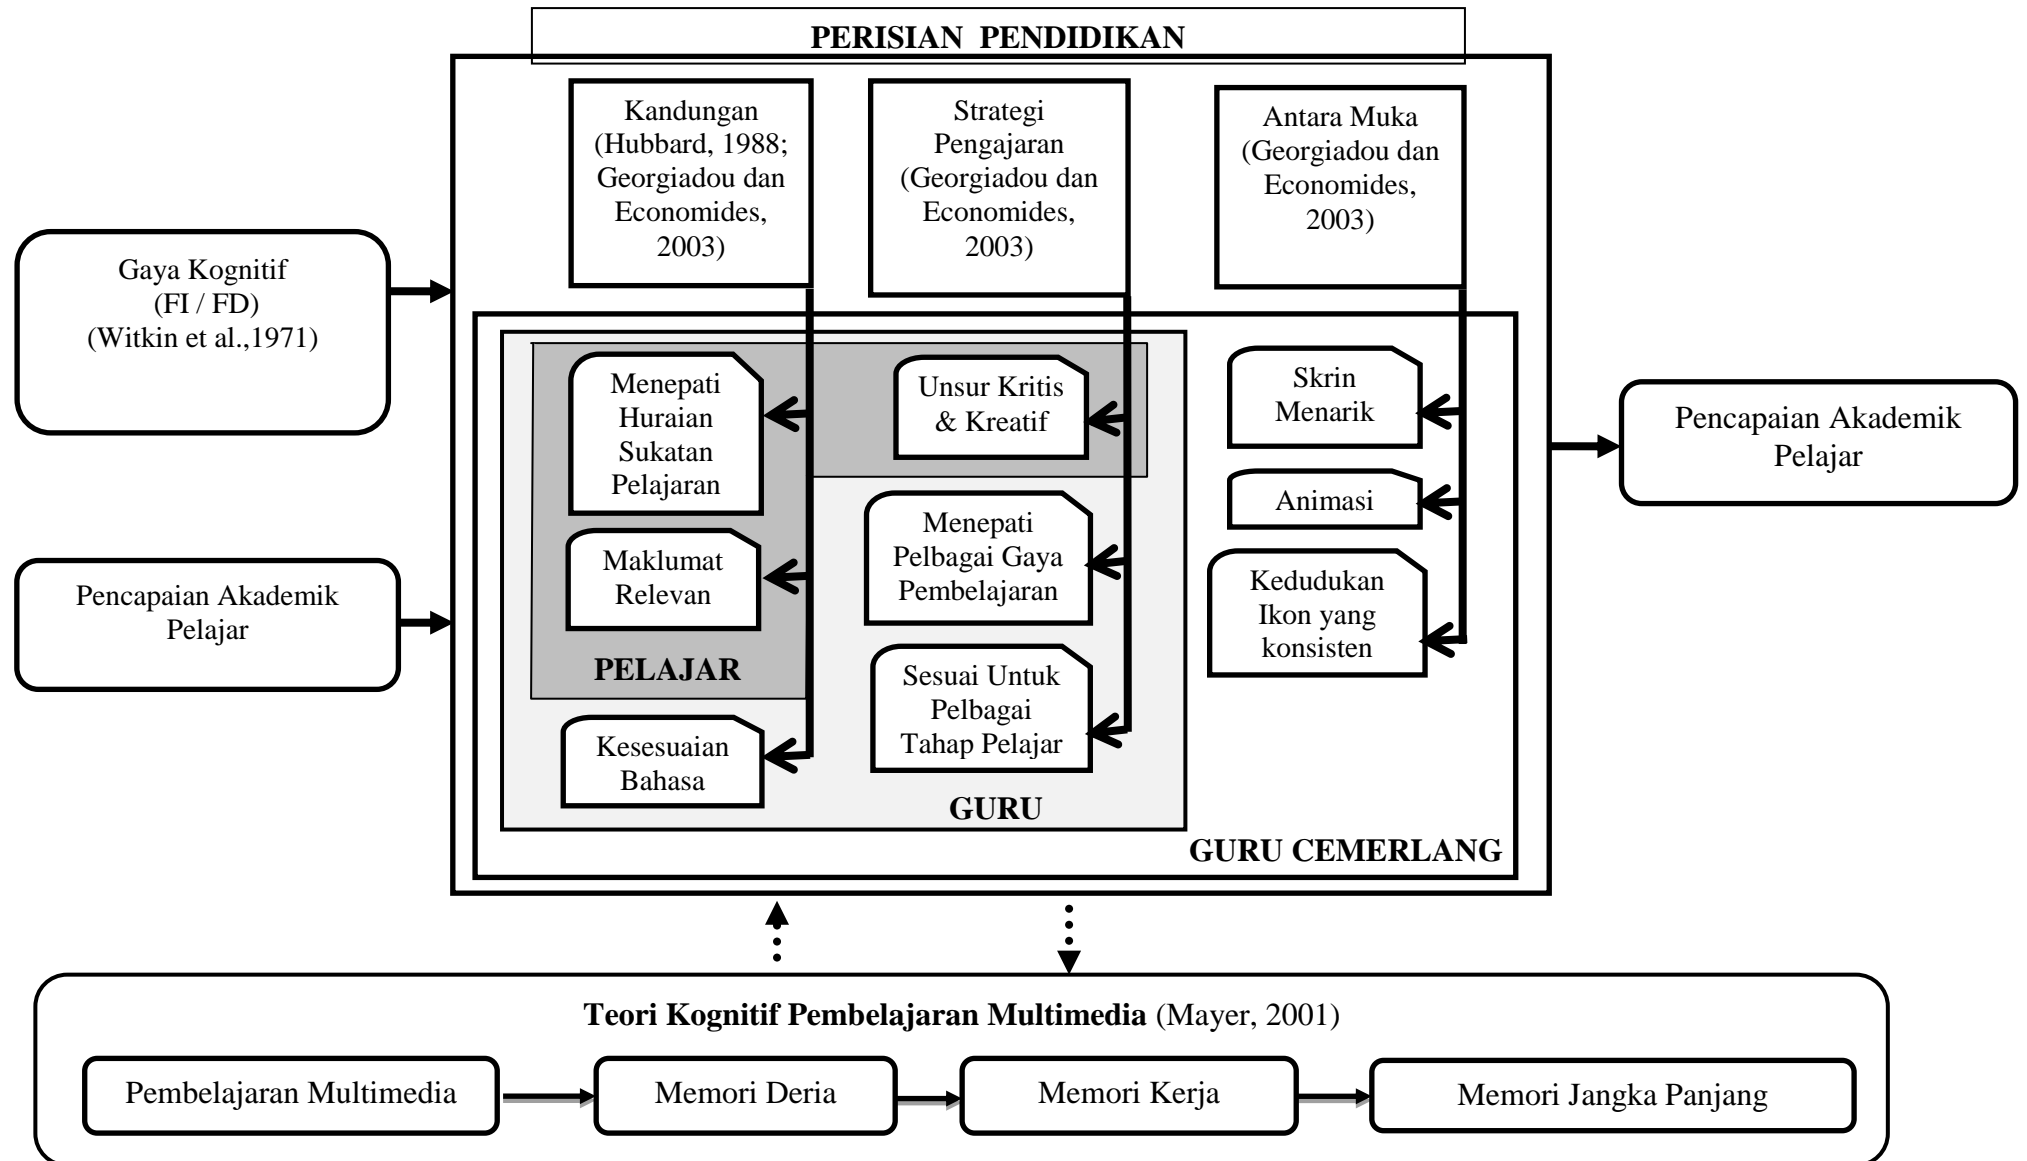 PERISIAN PENDIDIKAN
Kandungan
(Hubbard, 1988;
Georgiadou dan
Economides,
2003)
Strategi
Pengajaran
(Georgiadou dan
Economides,
2003)
Antara Muka
(Georgiadou dan
Economides,
2003)
Gaya Kognitif
(FI / FD)
(Witkin et al.,1971)
Pencapaian Akademik
Pelajar
Menepati
Huraian
Sukatan
Pelajaran
Maklumat
Relevan
PELAJAR
Kesesuaian
Bahasa
Unsur Kritis
& Kreatif
Menepati
Pelbagai Gaya
Pembelajaran
Sesuai Untuk
Pelbagai
Tahap Pelajar
GURU
Skrin
Menarik
Animasi
Kedudukan
Ikon yang
konsisten
GURU CEMERLANG
Pencapaian Akademik
Pelajar
Teori Kognitif Pembelajaran Multimedia (Mayer, 2001)
Pembelajaran Multimedia
Memori Deria
Memori Kerja
Memori Jangka Panjang